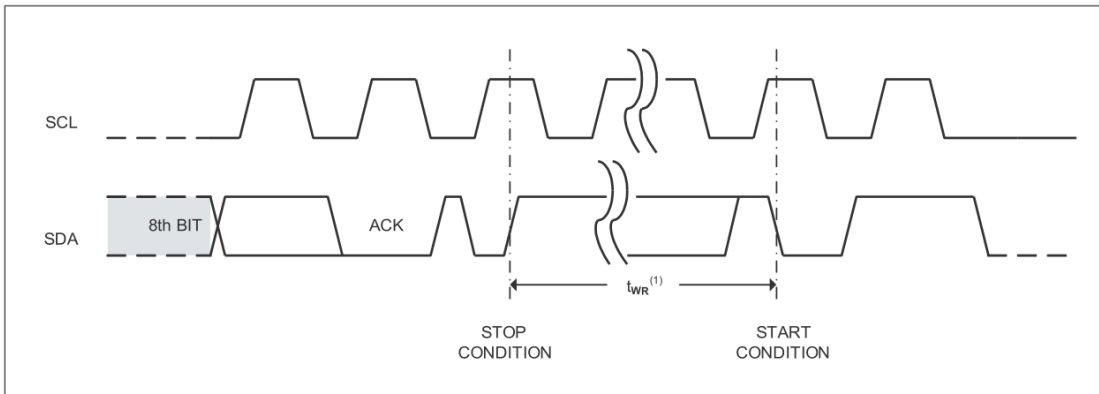 SCL
8th BIT
ACK
SDA
tWR(1)
STOP
CONDITION
START
CONDITION